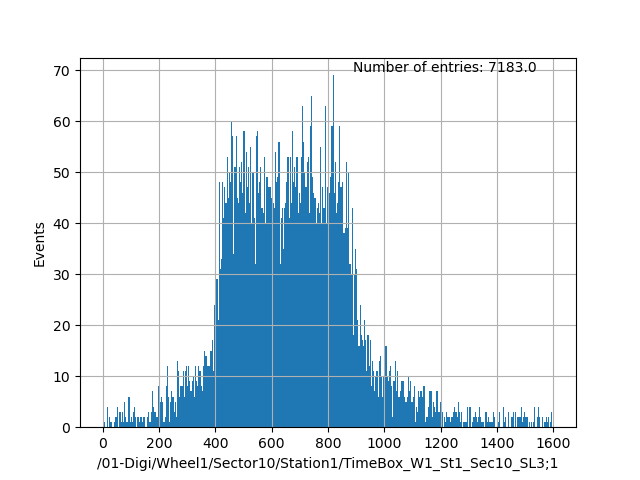 Number of entries: 7183.0
70
60
50
40
30
20
10
0
Events
0 200 400 600 800 1000 1200 1400 1600
/01-Digi/Wheel1/Sector10/Station1/TimeBox_W1_St1_Sec10_SL3;1